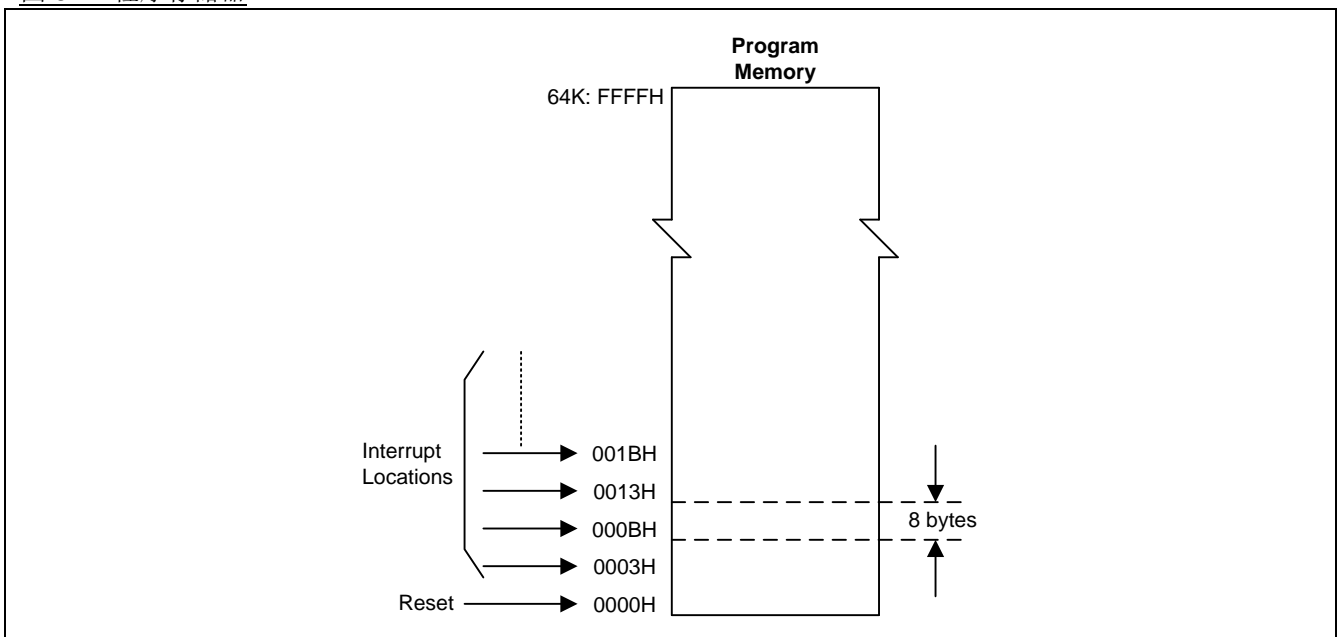 Program
Memory
64K: FFFFH
Interrupt
Locations
001BH
0013H
000BH
0003H
8 bytes
Reset
0000H